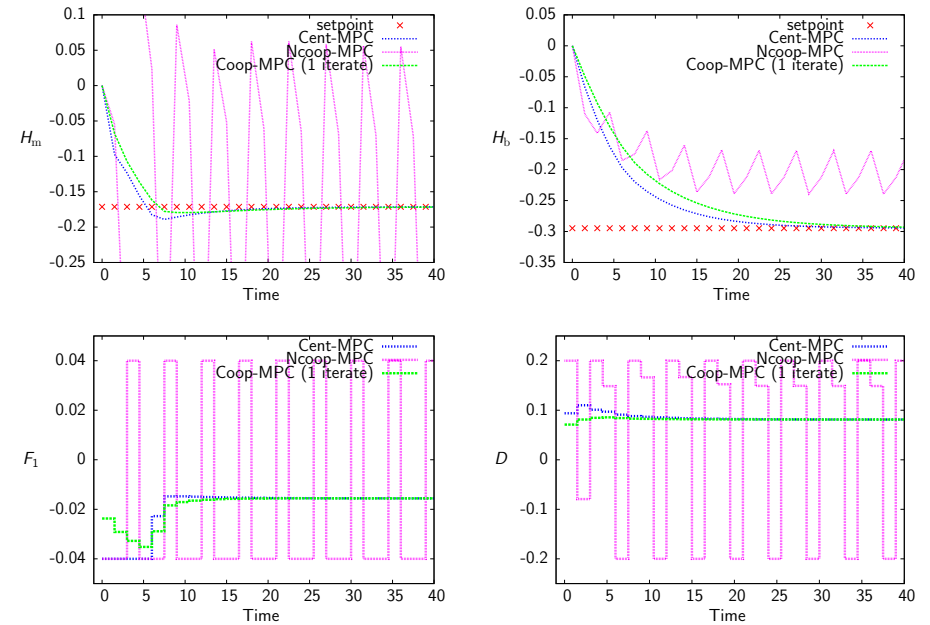 setpoint
Cent-MPC
Ncoop-MPC
Coop-MPC (1 iterate)
0.1
0.05
0
-0.05
-0.1
-0.15
-0.2
-0.25
Hm
0 5 10 15 20 25 30 35 40
Time
setpoint
Cent-MPC
Ncoop-MPC
Coop-MPC (1 iterate)
0.05
0
-0.05
-0.1
-0.15
-0.2
-0.25
-0.3
-0.35
Hb
0 5 10 15 20 25 30 35 40
Time
Cent-MPC
Ncoop-MPC
Coop-MPC (1 iterate)
0.04
0.02
0
-0.02
-0.04
F1
0 5 10 15 20 25 30 35 40
Time
Cent-MPC
Ncoop-MPC
Coop-MPC (1 iterate)
0.2
0.1
0
-0.1
-0.2
D
0 5 10 15 20 25 30 35 40
Time